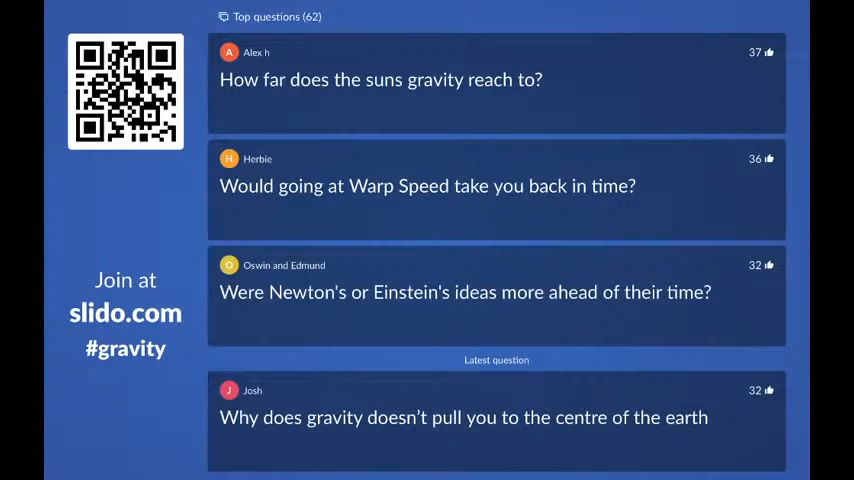 Top questions (62)
A Alex h 37
How far does the suns gravity reach to?
H Herbie 36
Would going at Warp Speed take you back in time?
O Oswin and Edmund 32
Were Newton's or Einstein's ideas more ahead of their time?
Join at
slido.com
#gravity
Latest question
J Josh 32
Why does gravity doesn’t pull you to the centre of the earth